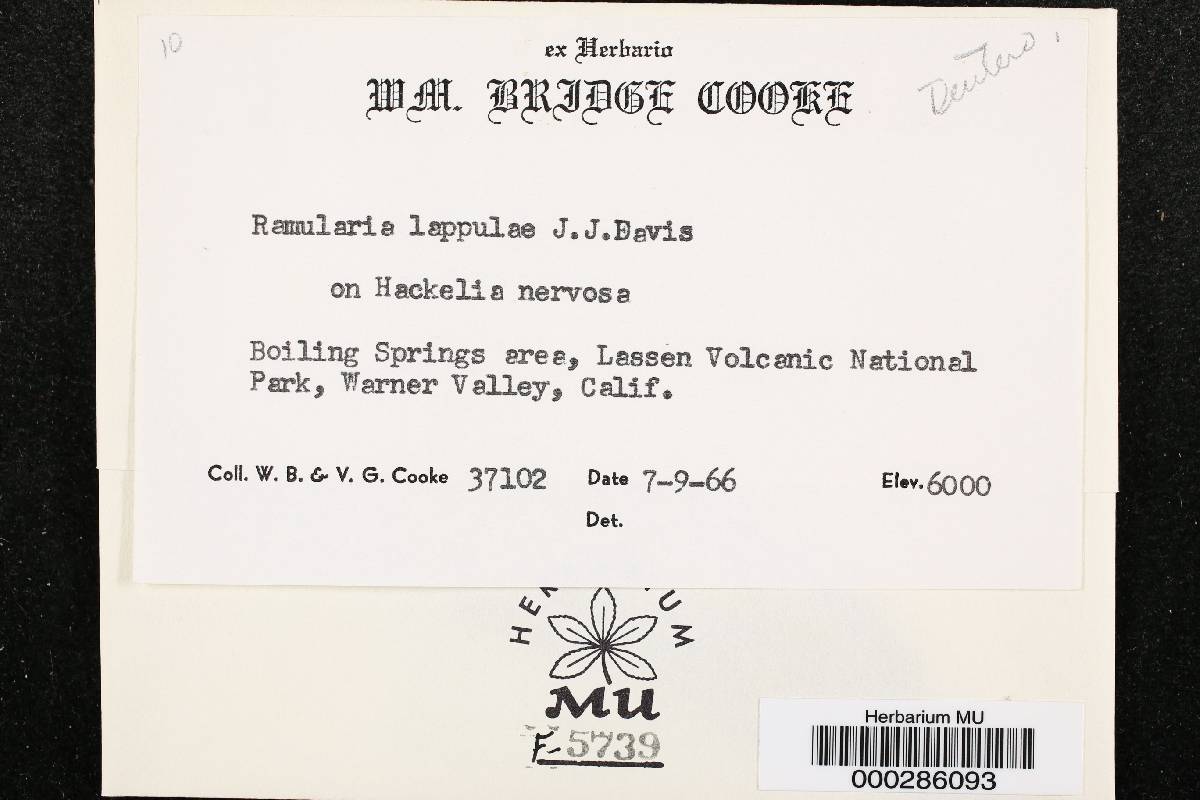 10
Deutero.
ex Herbario
WM. BRIDGE COOKE
Ramularia lappulae J.J.Davis
on Hackelia nervosa
Boiling Springs area, Lassen Volcanic National
Park, Warner Valley, Calif.
Coll. W. B. & V. G. Cooke 37102 Date 7-9-66 Elev. 6000
Det.
MU
F-5739
Herbarium MU
000286093